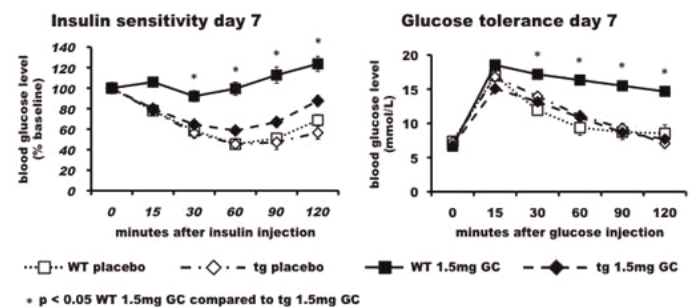 Insulin sensitivity day 7
Glucose tolerance day 7
blood glucose level
(% baseline)
140
120
100
80
60
40
20
0
* * * *
0 15 30 60 90 120
minutes after insulin injection
blood glucose level
(mmol/L)
20
15
10
5
0
* * * *
0 15 30 60 90 120
minutes after glucose injection
WT placebo tg placebo WT 1.5mg GC tg 1.5mg GC
* p < 0.05 WT 1.5mg GC compared to tg 1.5mg GC